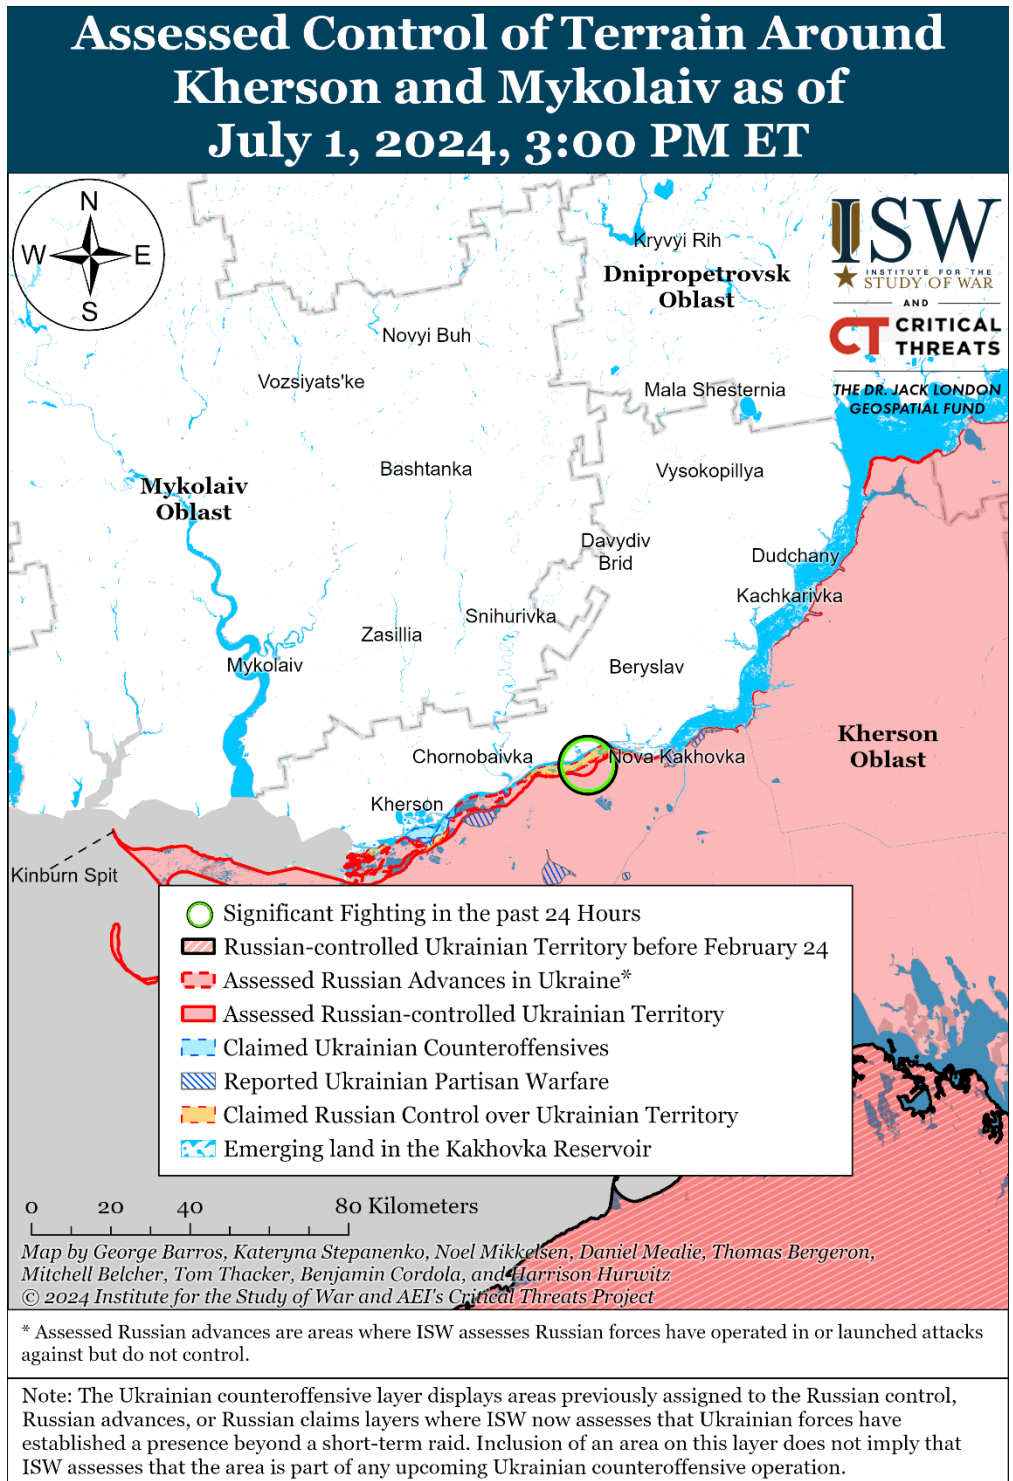 Assessed Control of Terrain Around
Kherson and Mykolaiv as of
July 1, 2024, 3:00 PM ET
N
W
E
S
ISW
INSTITUTE FOR THE
STUDY OF WAR
AND
CT CRITICAL
THREATS
THE DR. JACK LONDON
GEOSPATIAL FUND
Kryvyi Rih
Dnipropetrovsk
Oblast
Novyi Buh
Vozsiyats'ke
Mala Shesternia
Bashtanka
Vysokopillya
Mykolaiv
Oblast
Davydiv
Brid
Dudchany
Kachkarivka
Snihurivka
Zasillia
Mykolaiv
Beryslav
Kherson
Oblast
Chornobaivka
Nova Kakhovka
Kherson
Kinburn Spit
Significant Fighting in the past 24 Hours
Russian-controlled Ukrainian Territory before February 24
Assessed Russian Advances in Ukraine*
Assessed Russian-controlled Ukrainian Territory
Claimed Ukrainian Counteroffensives
Reported Ukrainian Partisan Warfare
Claimed Russian Control over Ukrainian Territory
Emerging land in the Kakhovka Reservoir
0 20 40 80 Kilometers
Map by George Barros, Kateryna Stepanenko, Noel Mikkelsen, Daniel Mealie, Thomas Bergeron,
Mitchell Belcher, Tom Thacker, Benjamin Cordola, and Harrison Hurwitz
© 2024 Institute for the Study of War and AEI's Critical Threats Project
* Assessed Russian advances are areas where ISW assesses Russian forces have operated in or launched attacks
against but do not control.
Note: The Ukrainian counteroffensive layer displays areas previously assigned to the Russian control,
Russian advances, or Russian claims layers where ISW now assesses that Ukrainian forces have
established a presence beyond a short-term raid. Inclusion of an area on this layer does not imply that
ISW assesses that the area is part of any upcoming Ukrainian counteroffensive operation.